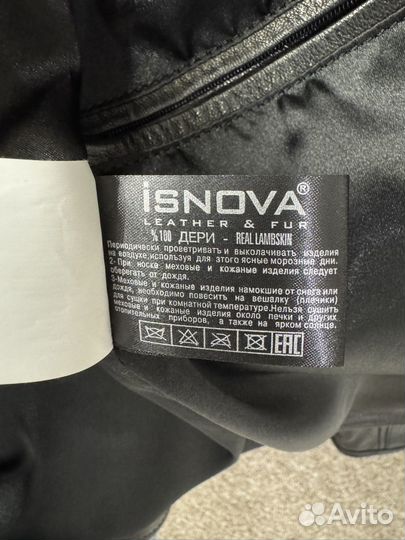 isNOVA®
LEATHER & FUR
% 100 ДЕРИ - REAL LAMBSKIN
Периодически проветривать и выколачивать изделия
на воздухе,используя для этого ясные морозные дни.
2-При, носке меховые и кожаные изделия следует
оберегать от дождя.
3-Меховые и кожаные изделия намокшие от снега или
дождя, необходимо повесить на вешалку (плечики)
для сушки при комнатной температуре.Нельзя сушить
меховые и кожаные изделия около печки и других
отопительных приборов, а также на ярком солнце.
EAC
Avito